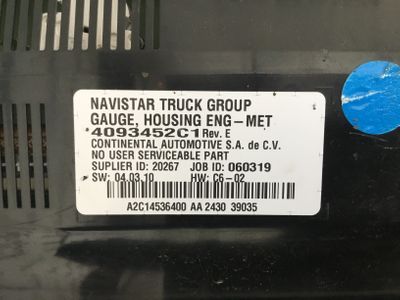 NAVISTAR TRUCK GROUP
GAUGE, HOUSING ENG-MET
4093452C1 Rev. E
CONTINENTAL AUTOMOTIVE S.A. de C.V.
NO USER SERVICEABLE PART
SUPPLIER ID: 20267 JOB ID: 060319
SW: 04.03.10 HW: C6-02
A2C14536400 AA 2430 39035